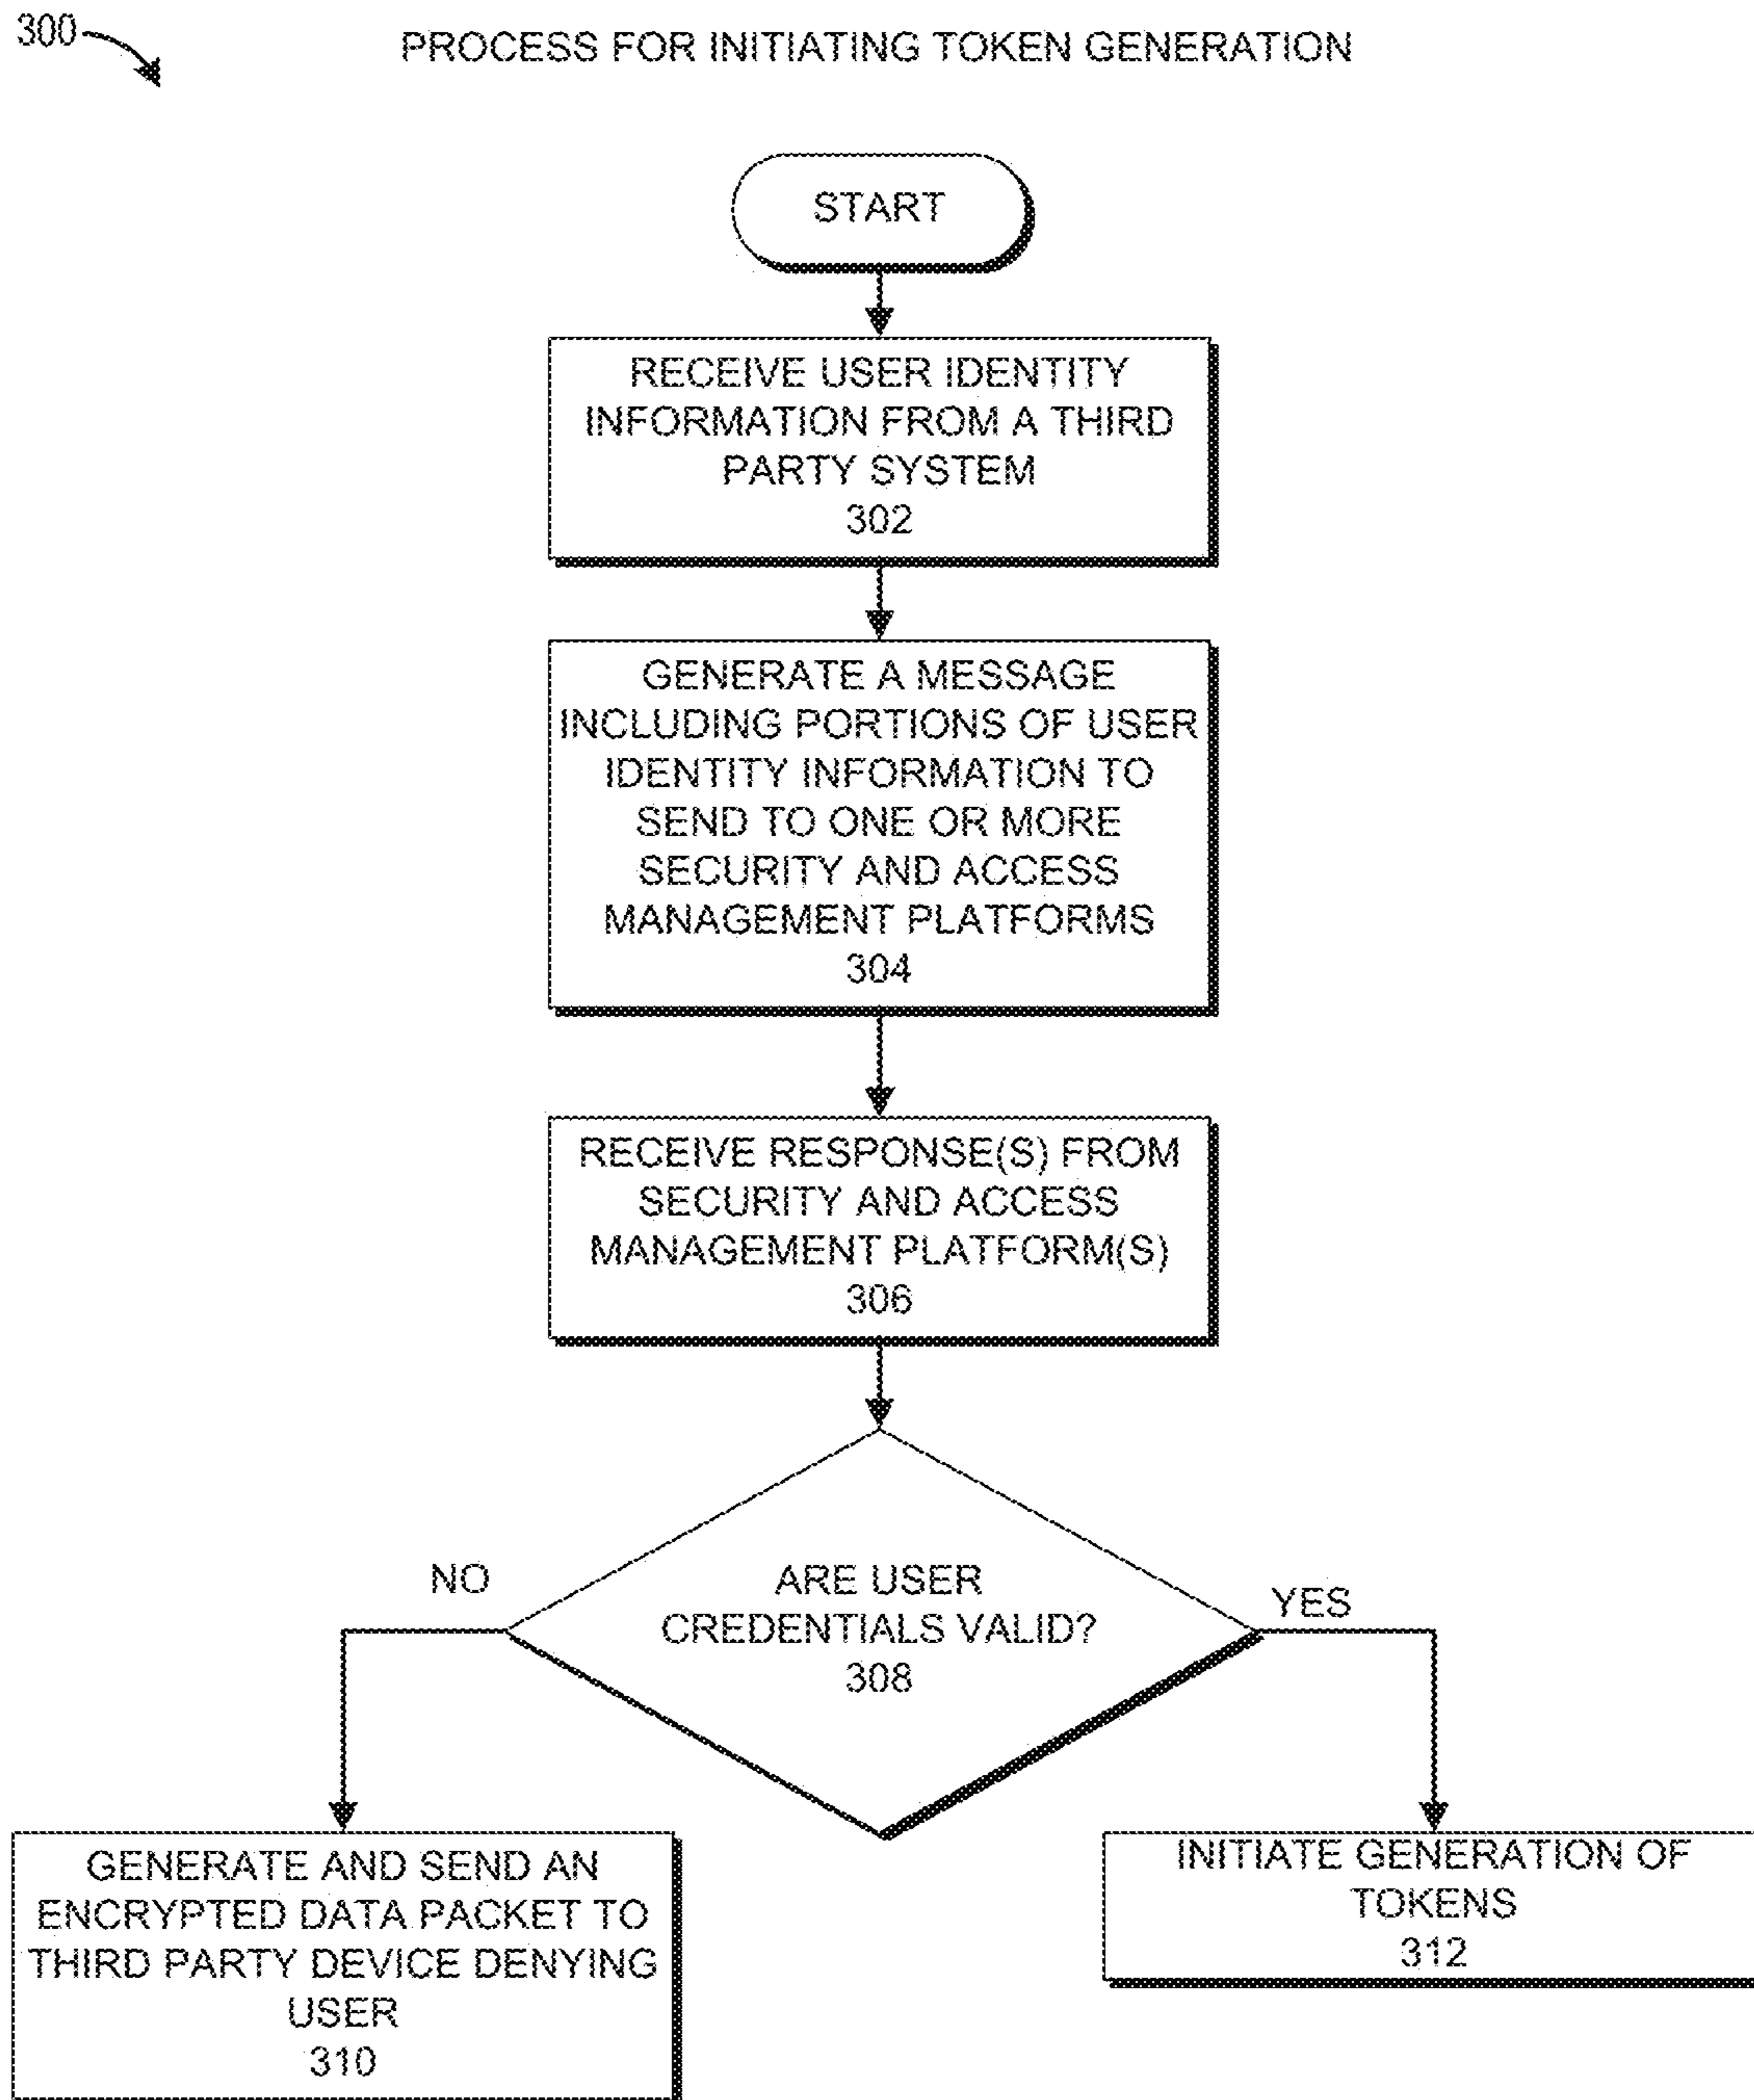 300
PROCESS FOR INITIATING TOKEN GENERATION
START
RECEIVE USER IDENTITY
INFORMATION FROM A THIRD
PARTY SYSTEM
302
GENERATE A MESSAGE
INCLUDING PORTIONS OF USER
IDENTITY INFORMATION TO
SEND TO ONE OR MORE
SECURITY AND ACCESS
MANAGEMENT PLATFORMS
304
RECEIVE RESPONSE(S) FROM
SECURITY AND ACCESS
MANAGEMENT PLATFORM(S)
306
ARE USER
CREDENTIALS VALID?
308
NO
YES
GENERATE AND SEND AN
ENCRYPTED DATA PACKET TO
THIRD PARTY DEVICE DENYING
USER
310
INITIATE GENERATION OF
TOKENS
312